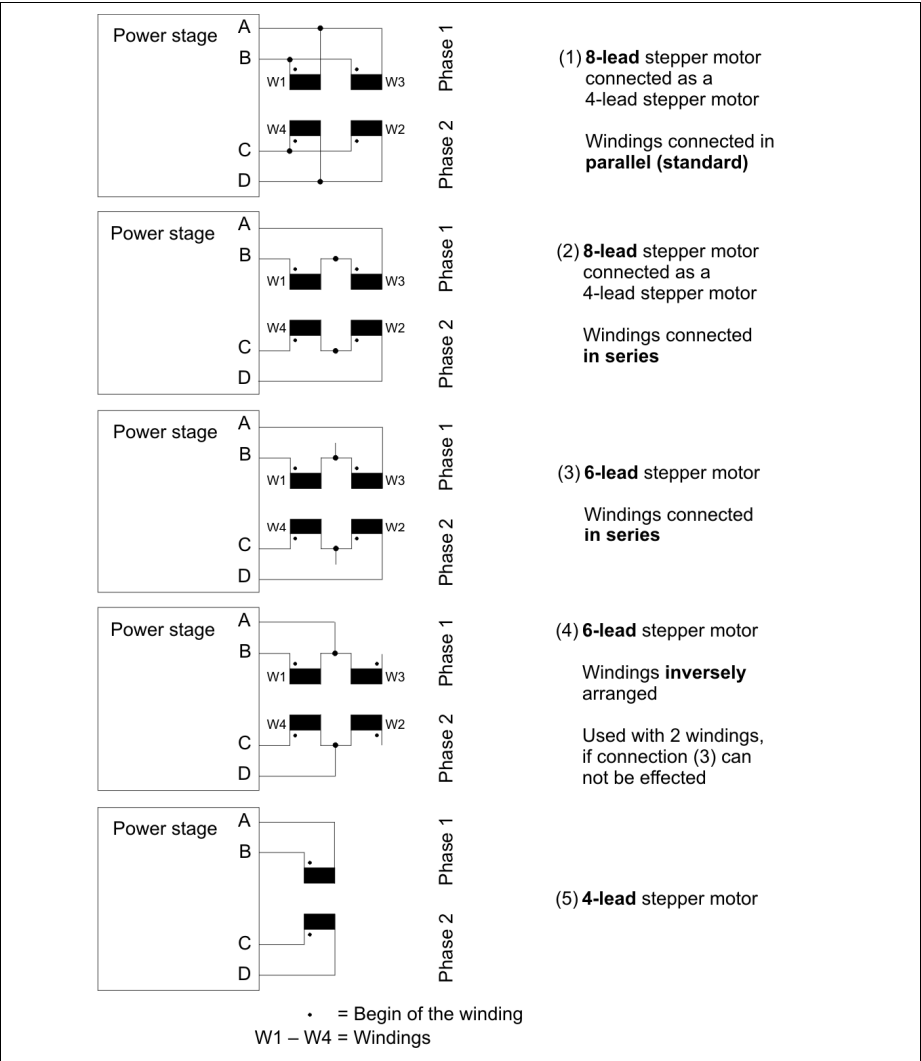 Power stage
A
B
C
D
W1
W3
W4
W2
Phase 1
Phase 2
(1) 8-lead stepper motor
connected as a
4-lead stepper motor
Windings connected in
parallel (standard)
Power stage
A
B
C
D
W1
W3
W4
W2
Phase 1
Phase 2
(2) 8-lead stepper motor
connected as a
4-lead stepper motor
Windings connected
in series
Power stage
A
B
C
D
W1
W3
W4
W2
Phase 1
Phase 2
(3) 6-lead stepper motor
Windings connected
in series
Power stage
A
B
C
D
W1
W3
W4
W2
Phase 1
Phase 2
(4) 6-lead stepper motor
Windings inversely
arranged
Used with 2 windings,
if connection (3) can
not be effected
Power stage
A
B
C
D
Phase 1
Phase 2
(5) 4-lead stepper motor
• = Begin of the winding
W1 – W4 = Windings